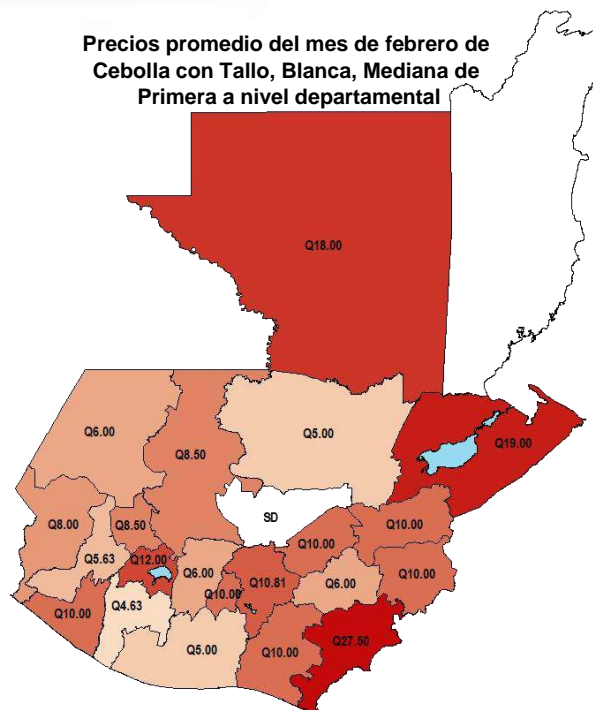 Precios promedio del mes de febrero de
Cebolla con Tallo, Blanca, Mediana de
Primera a nivel departamental
Q18.00
Q6.00
Q8.50
Q5.00
Q19.00
Q8.00
Q8.50
SD
Q10.00
Q10.00
Q5.63
Q12.00
Q6.00
Q10.00
Q10.81
Q6.00
Q10.00
Q10.00
Q4.63
Q5.00
Q10.00
Q27.50